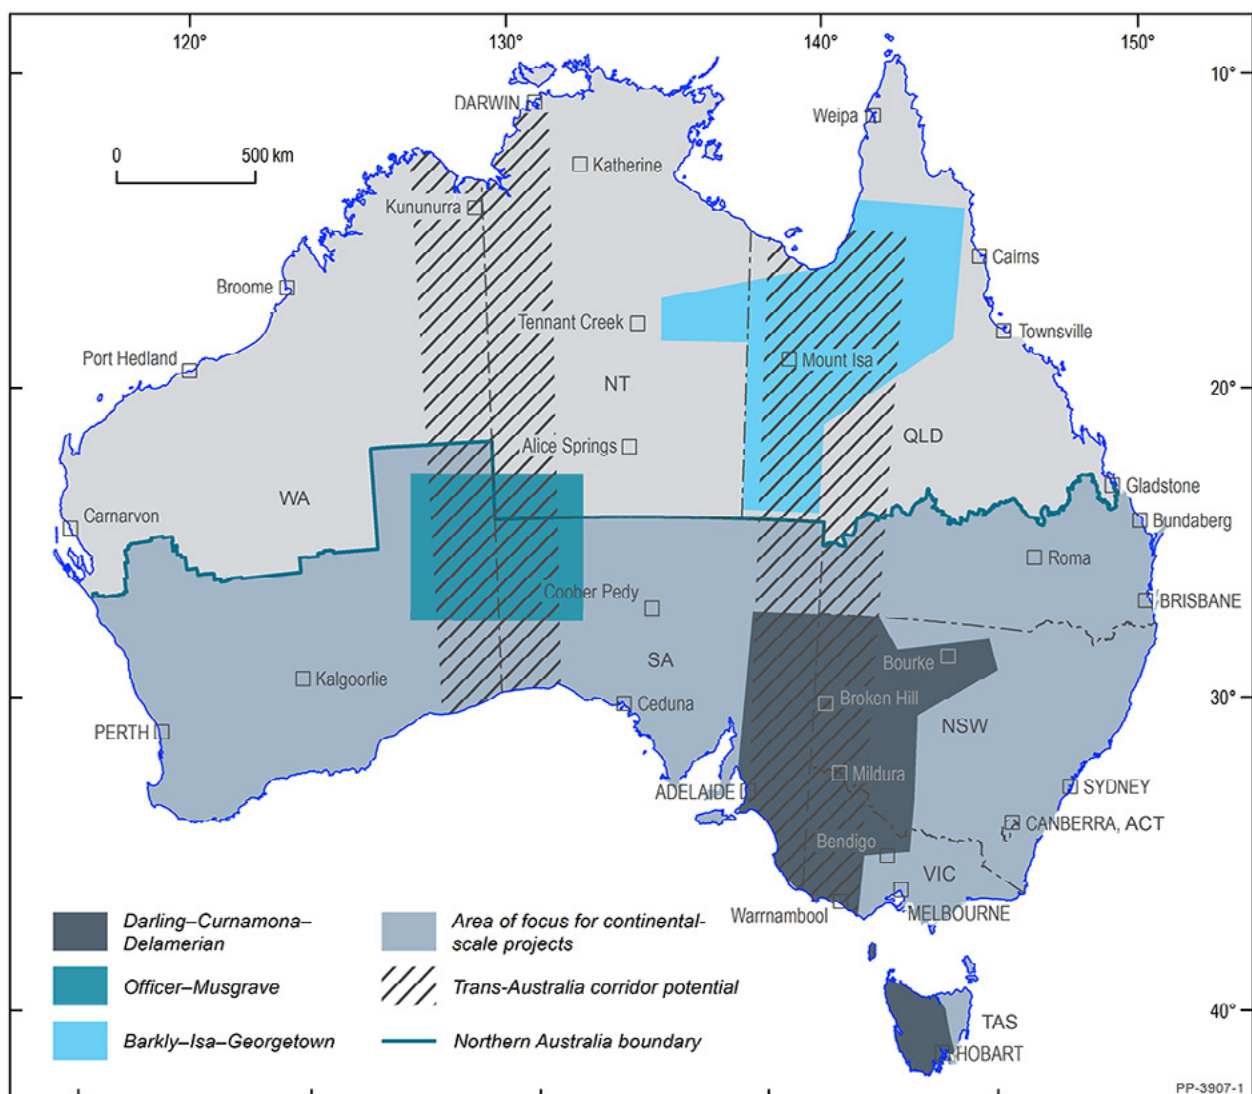 120°
130°
140°
150°
10°
DARWIN
Weipa
0 500 km
Katherine
Kununurra
Cairns
Broome
Tennant Creek
Townsville
Port Hedland
Mount Isa
NT
20°
QLD
Alice Springs
WA
Gladstone
Carnarvon
Bundaberg
Roma
Coober Pedy
BRISBANE
SA
Bourke
Kalgoorlie
Broken Hill
30°
Ceduna
NSW
PERTH
Mildura
ADELAIDE
SYDNEY
CANBERRA, ACT
Bendigo
VIC
Warrnambool
MELBOURNE
Darling–Curnamona–
Delamerian
Area of focus for continental-
scale projects
Officer–Musgrave
Trans-Australia corridor potential
Barkly–Isa–Georgetown
Northern Australia boundary
40°
TAS
HOBART
PP-3907-1